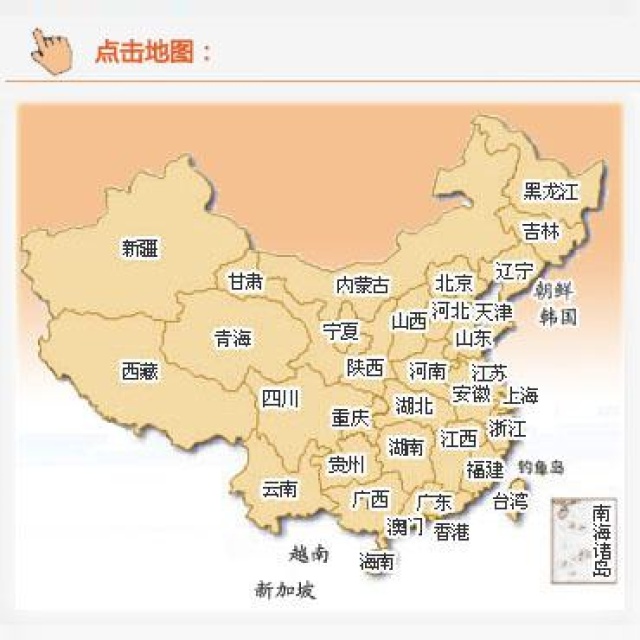 点击地图：
黑龙江
吉林
新疆
辽宁
甘肃
内蒙古
北京
朝鲜
河北
天津
韩国
山西
宁夏
青海
山东
陕西
河南
西藏
江苏
安徽
上海
四川
湖北
重庆
浙江
江西
湖南
贵州
福建
钓鱼岛
云南
广西
广东
台湾
澳门
香港
南海诸岛
越南
海南
新加坡